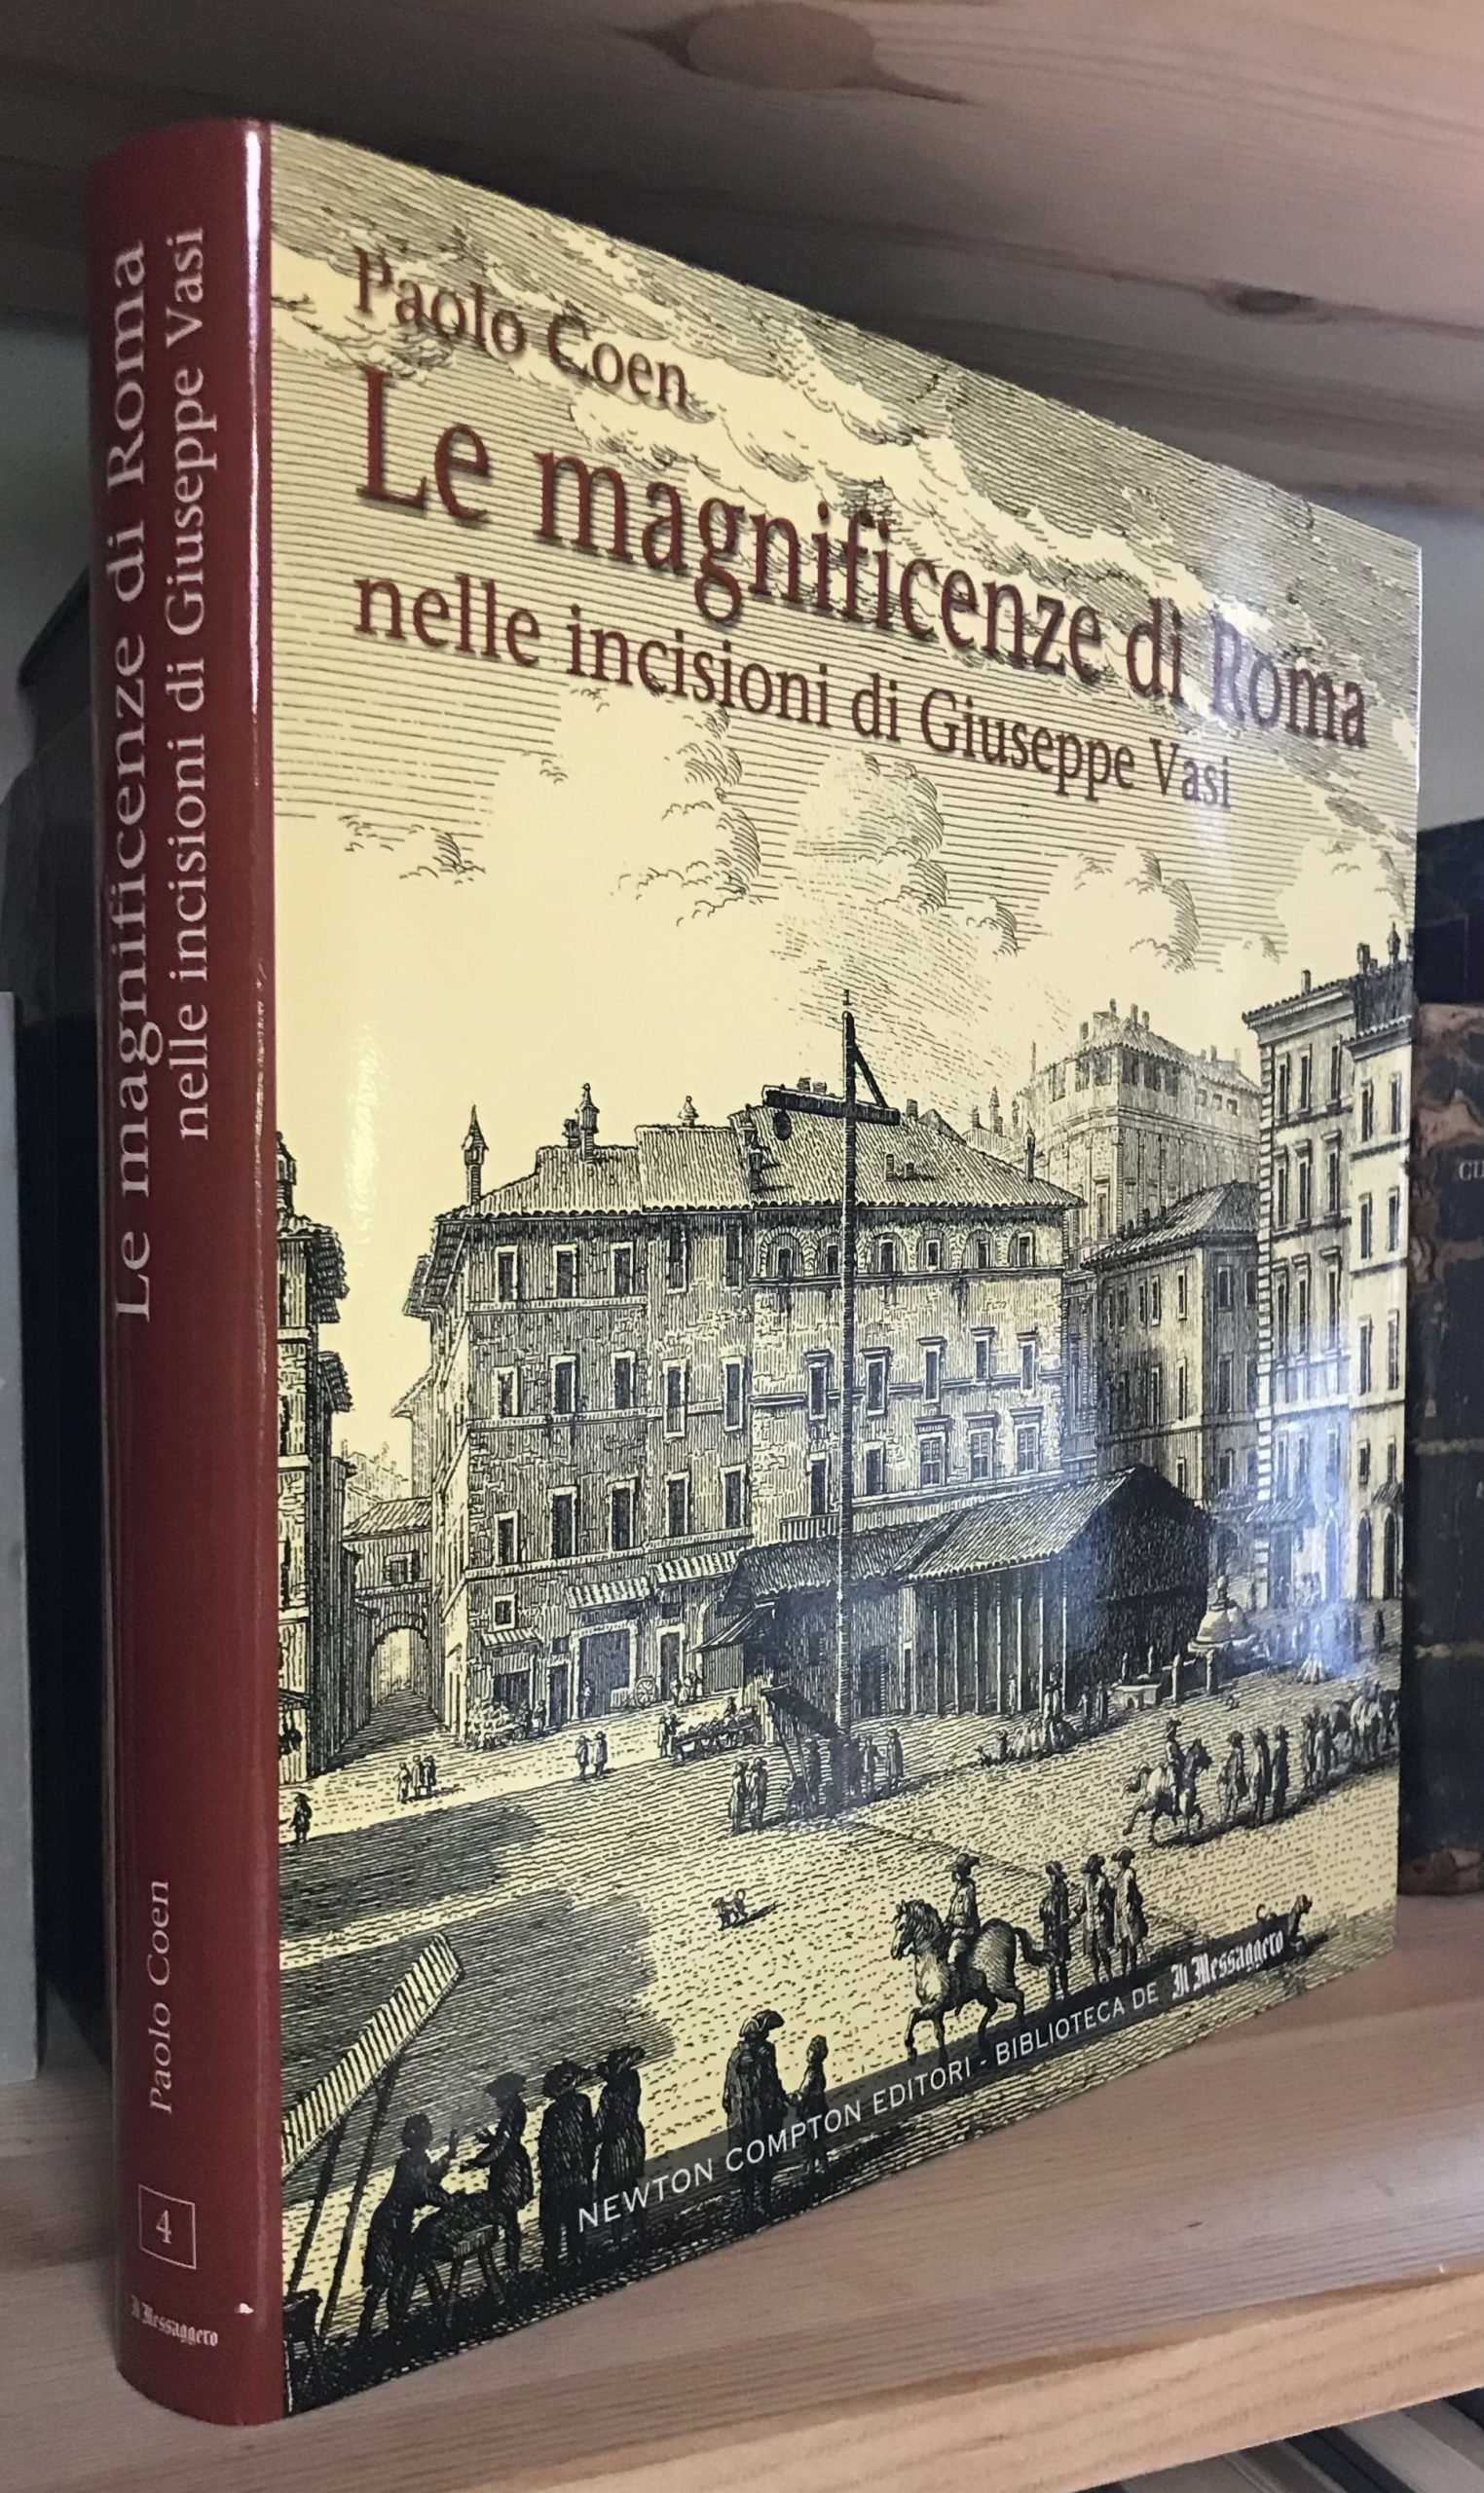 Le magnificenze di Roma
nelle incisioni di Giuseppe Vasi
Paolo Coen
4
Il Messaggero
Paolo Coen
Le magnificenze di Roma
nelle incisioni di Giuseppe Vasi
NEWTON COMPTON EDITORI - BIBLIOTECA DE Il Messaggero